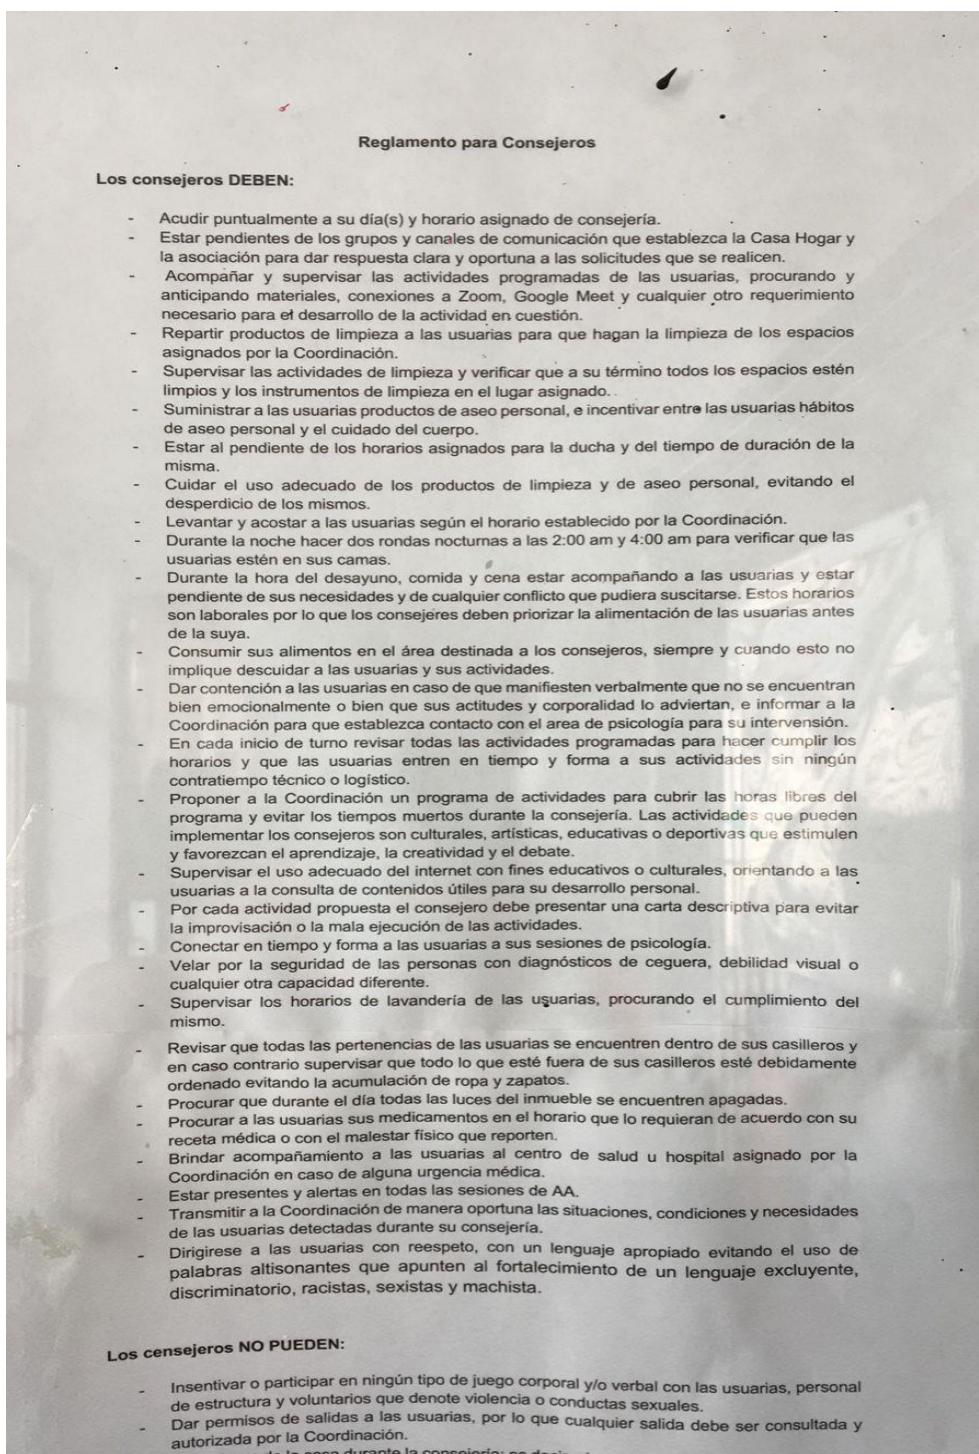 Reglamento para Consejeros
Los consejeros DEBEN:
- Acudir puntualmente a su día(s) y horario asignado de consejería.
- Estar pendientes de los grupos y canales de comunicación que establezca la Casa Hogar y
la asociación para dar respuesta clara y oportuna a las solicitudes que se realicen.
- Acompañar y supervisar las actividades programadas de las usuarias, procurando y
anticipando materiales, conexiones a Zoom, Google Meet y cualquier otro requerimiento
necesario para el desarrollo de la actividad en cuestión.
- Repartir productos de limpieza a las usuarias para que hagan la limpieza de los espacios
asignados por la Coordinación.
- Supervisar las actividades de limpieza y verificar que a su término todos los espacios estén
limpios y los instrumentos de limpieza en el lugar asignado.
- Suministrar a las usuarias productos de aseo personal, e incentivar entre las usuarias hábitos
de aseo personal y el cuidado del cuerpo.
- Estar al pendiente de los horarios asignados para la ducha y del tiempo de duración de la
misma.
- Cuidar el uso adecuado de los productos de limpieza y de aseo personal, evitando el
desperdicio de los mismos.
- Levantar y acostar a las usuarias según el horario establecido por la Coordinación.
- Durante la noche hacer dos rondas nocturnas a las 2:00 am y 4:00 am para verificar que las
usuarias estén en sus camas.
- Durante la hora del desayuno, comida y cena estar acompañando a las usuarias y estar
pendiente de sus necesidades y de cualquier conflicto que pudiera suscitarse. Estos horarios
son laborales por lo que los consejeres deben priorizar la alimentación de las usuarias antes
de la suya.
- Consumir sus alimentos en el área destinada a los consejeros, siempre y cuando esto no
implique descuidar a las usuarias y sus actividades.
- Dar contención a las usuarias en caso de que manifiesten verbalmente que no se encuentran
bien emocionalmente o bien que sus actitudes y corporalidad lo adviertan, e informar a la
Coordinación para que establezca contacto con el area de psicología para su intervención.
- En cada inicio de turno revisar todas las actividades programadas para hacer cumplir los
horarios y que las usuarias entren en tiempo y forma a sus actividades sin ningún
contratiempo técnico o logístico.
- Proponer a la Coordinación un programa de actividades para cubrir las horas libres del
programa y evitar los tiempos muertos durante la consejería. Las actividades que pueden
implementar los consejeros son culturales, artísticas, educativas o deportivas que estimulen
y favorezcan el aprendizaje, la creatividad y el debate.
- Supervisar el uso adecuado del internet con fines educativos o culturales, orientando a las
usuarias a la consulta de contenidos útiles para su desarrollo personal.
- Por cada actividad propuesta el consejero debe presentar una carta descriptiva para evitar
la improvisación o la mala ejecución de las actividades.
- Conectar en tiempo y forma a las usuarias a sus sesiones de psicología.
- Velar por la seguridad de las personas con diagnósticos de ceguera, debilidad visual o
cualquier otra capacidad diferente.
- Supervisar los horarios de lavandería de las usuarias, procurando el cumplimiento del
mismo.
- Revisar que todas las pertenencias de las usuarias se encuentren dentro de sus casilleros y
en caso contrario supervisar que todo lo que esté fuera de sus casilleros esté debidamente
ordenado evitando la acumulación de ropa y zapatos.
- Procurar que durante el día todas las luces del inmueble se encuentren apagadas.
- Procurar a las usuarias sus medicamentos en el horario que lo requieran de acuerdo con su
receta médica o con el malestar físico que reporten.
- Brindar acompañamiento a las usuarias al centro de salud u hospital asignado por la
Coordinación en caso de alguna urgencia médica.
- Estar presentes y alertas en todas las sesiones de AA.
- Transmitir a la Coordinación de manera oportuna las situaciones, condiciones y necesidades
de las usuarias detectadas durante su consejería.
- Dirigirese a las usuarias con reespeto, con un lenguaje apropiado evitando el uso de
palabras altisonantes que apunten al fortalecimiento de un lenguaje excluyente,
discriminatorio, racistas, sexistas y machista.
Los censejeros NO PUEDEN:
- Insentivar o participar en ningún tipo de juego corporal y/o verbal con las usuarias, personal
de estructura y voluntarios que denote violencia o conductas sexuales.
- Dar permisos de salidas a las usuarias, por lo que cualquier salida debe ser consultada y
autorizada por la Coordinación.
durante la consejería;